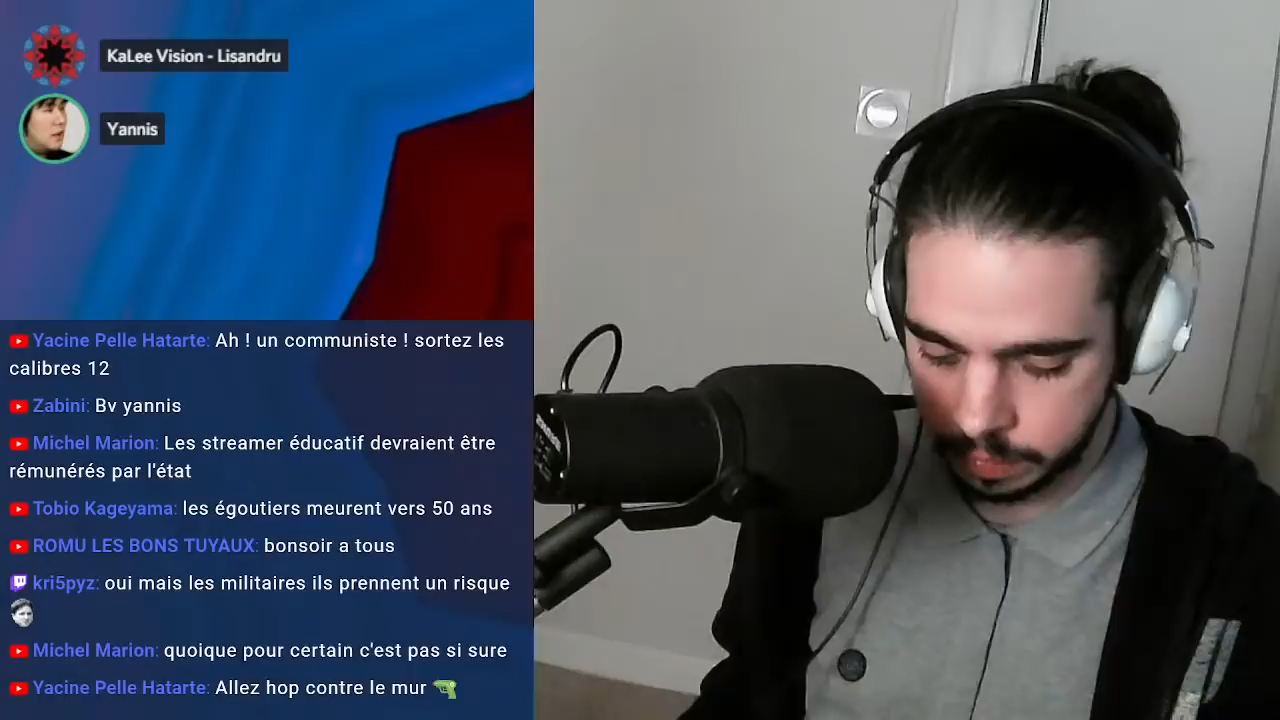 KaLee Vision - Lisandru
Yannis
Yacine Pelle Hatarte: Ah ! un communiste ! sortez les
calibres 12
Zabini: Bv yannis
Michel Marion: Les streamer éducatif devraient être
rémunérés par l'état
Tobio Kageyama: les égoutiers meurent vers 50 ans
ROMU LES BONS TUYAUX: bonsoir a tous
kri5pyz: oui mais les militaires ils prennent un risque
Michel Marion: quoique pour certain c'est pas si sure
Yacine Pelle Hatarte: Allez hop contre le mur 🔫